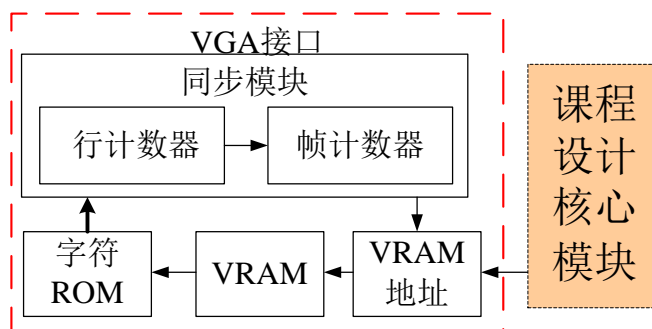 VGA接口
同步模块
行计数器
帧计数器
字符
ROM
VRAM
VRAM
地址
课程
设计
核心
模块